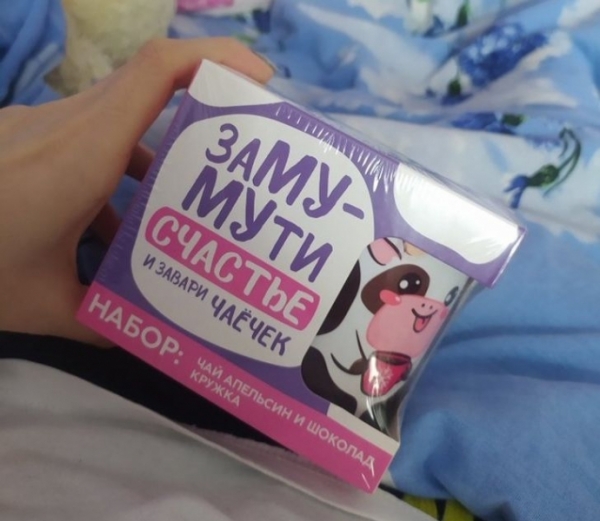 ЗАМУ-
МУТИ
СЧАСТЬЕ
И ЗАВАРИ ЧАЁЧЕК
НАБОР:
ЧАЙ АПЕЛЬСИН И ШОКОЛАД
КРУЖКА